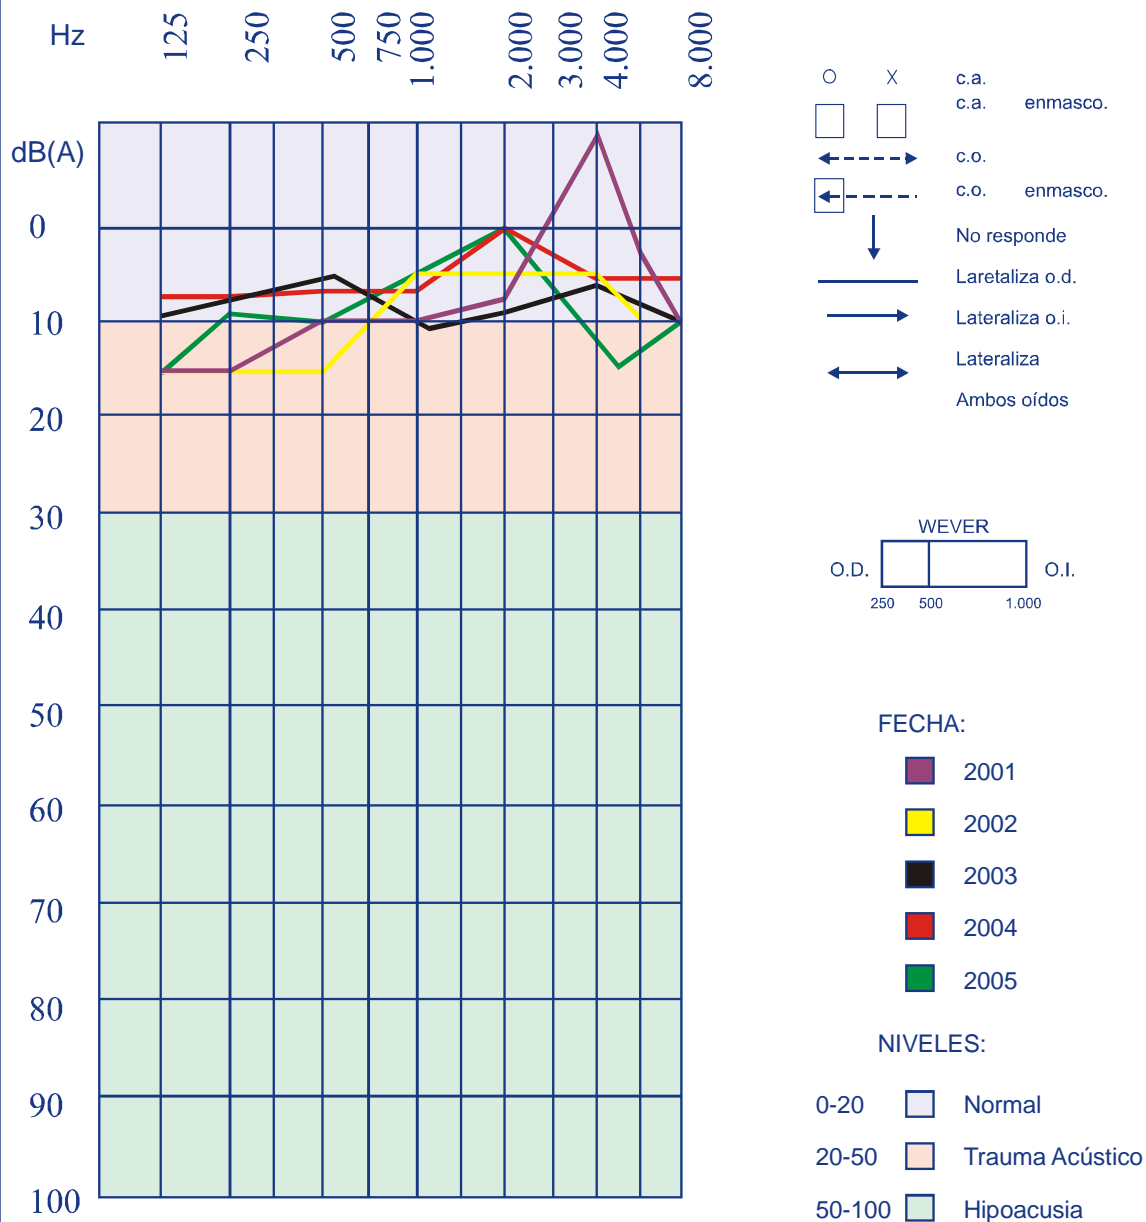 Hz 125 250 500 750 1.000 2.000 3.000 4.000 8.000
dB(A)
0
10
20
30
40
50
60
70
80
90
100
O X c.a.
c.a. enmasco.
c.o.
c.o. enmasco.
No responde
Laretaliza o.d.
Lateraliza o.i.
Lateraliza
Ambos oídos
WEVER
O.D. O.I.
250 500 1.000
FECHA:
2001
2002
2003
2004
2005
NIVELES:
0-20 Normal
20-50 Trauma Acústico
50-100 Hipoacusia